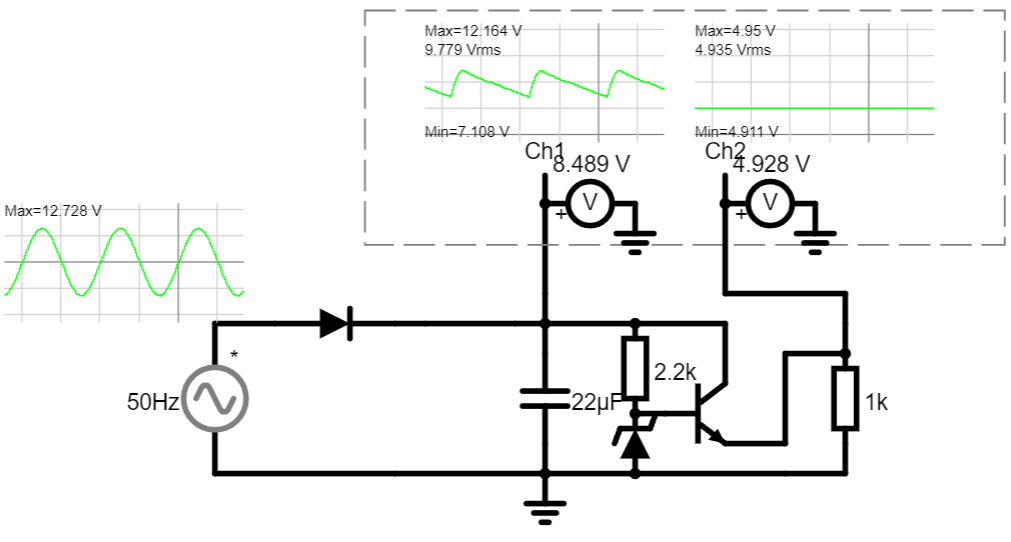 Max=12.164 V
9.779 Vrms
Min=7.108 V
Max=4.95 V
4.935 Vrms
Min=4.911 V
Ch1
8.489 V
V
+
Ch2
4.928 V
V
+
Max=12.728 V
*
50Hz
22μF
2.2k
1k